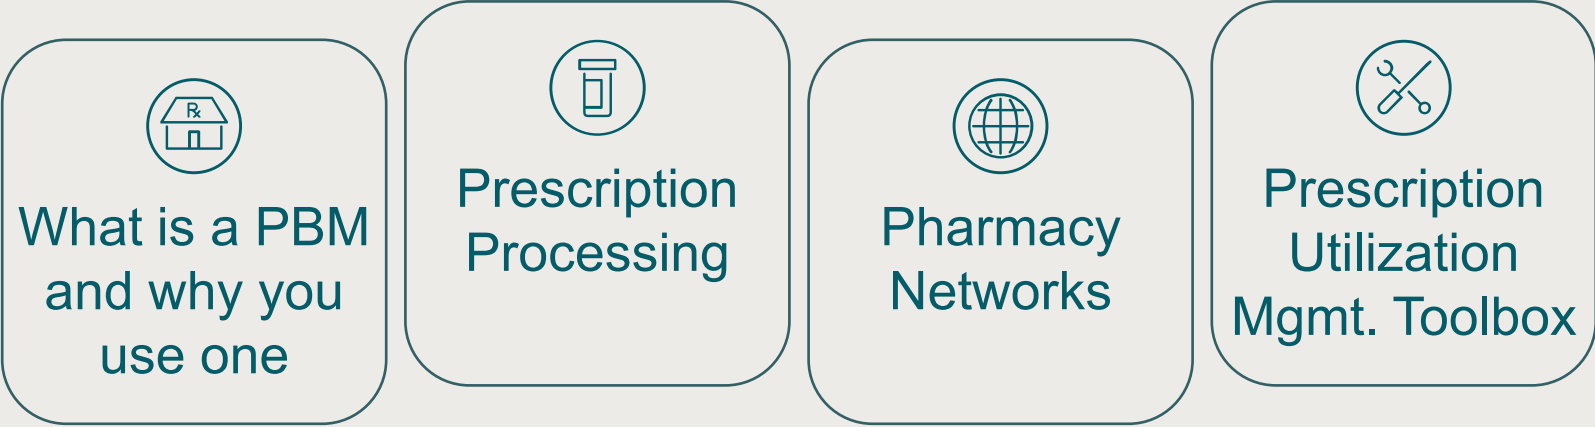 ℞
What is a PBM
and why you
use one
Prescription
Processing
Pharmacy
Networks
Prescription
Utilization
Mgmt. Toolbox